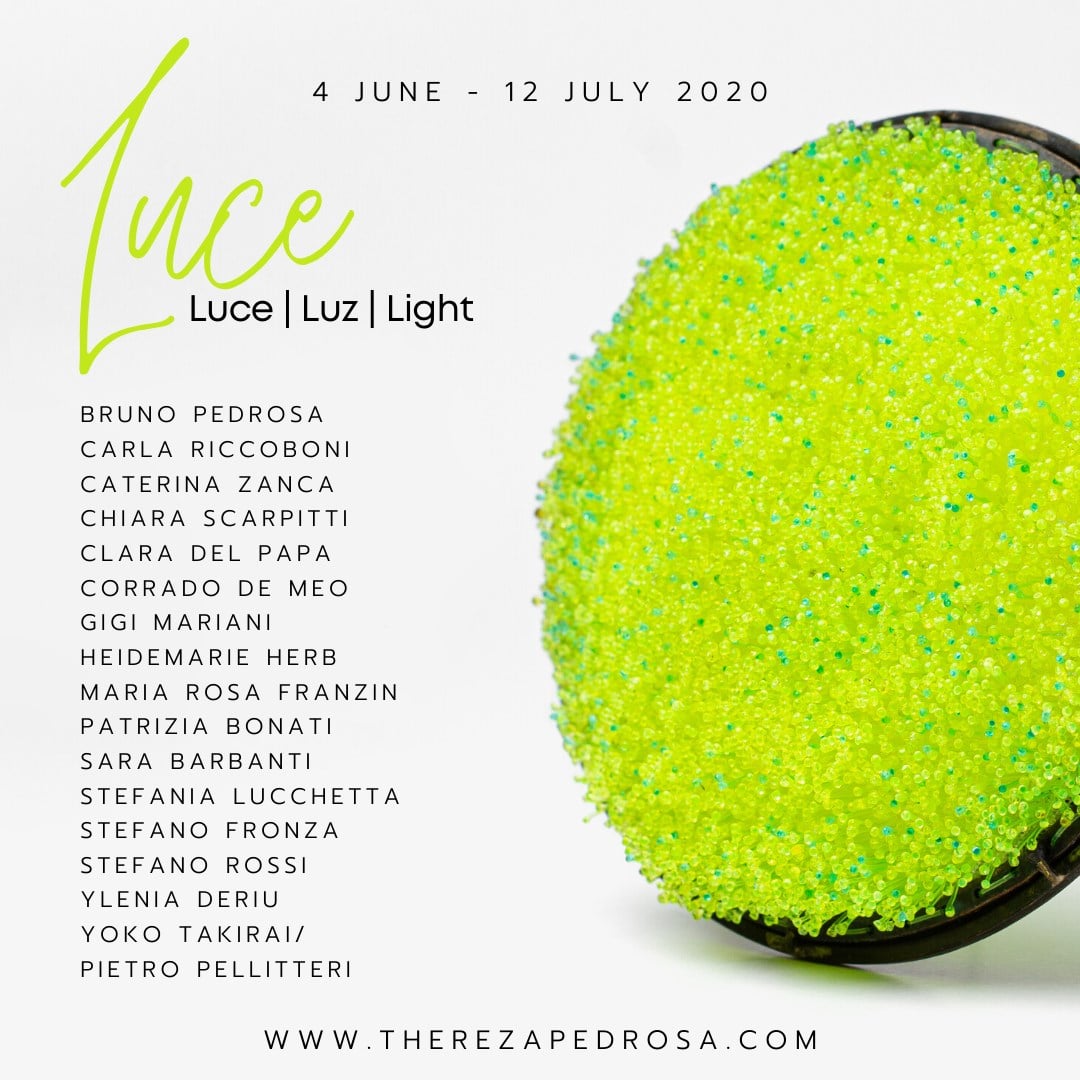 4 JUNE - 12 JULY 2020
Luce
Luce | Luz | Light
BRUNO PEDROSA
CARLA RICCOBONI
CATERINA ZANCA
CHIARA SCARPITTI
CLARA DEL PAPA
CORRADO DE MEO
GIGI MARIANI
HEIDEMARIE HERB
MARIA ROSA FRANZIN
PATRIZIA BONATI
SARA BARBANTI
STEFANIA LUCCHETTA
STEFANO FRONZA
STEFANO ROSSI
YLENIA DERIU
YOKO TAKIRAI/
PIETRO PELLITTERI
WWW.THEREZAPEDROSA.COM